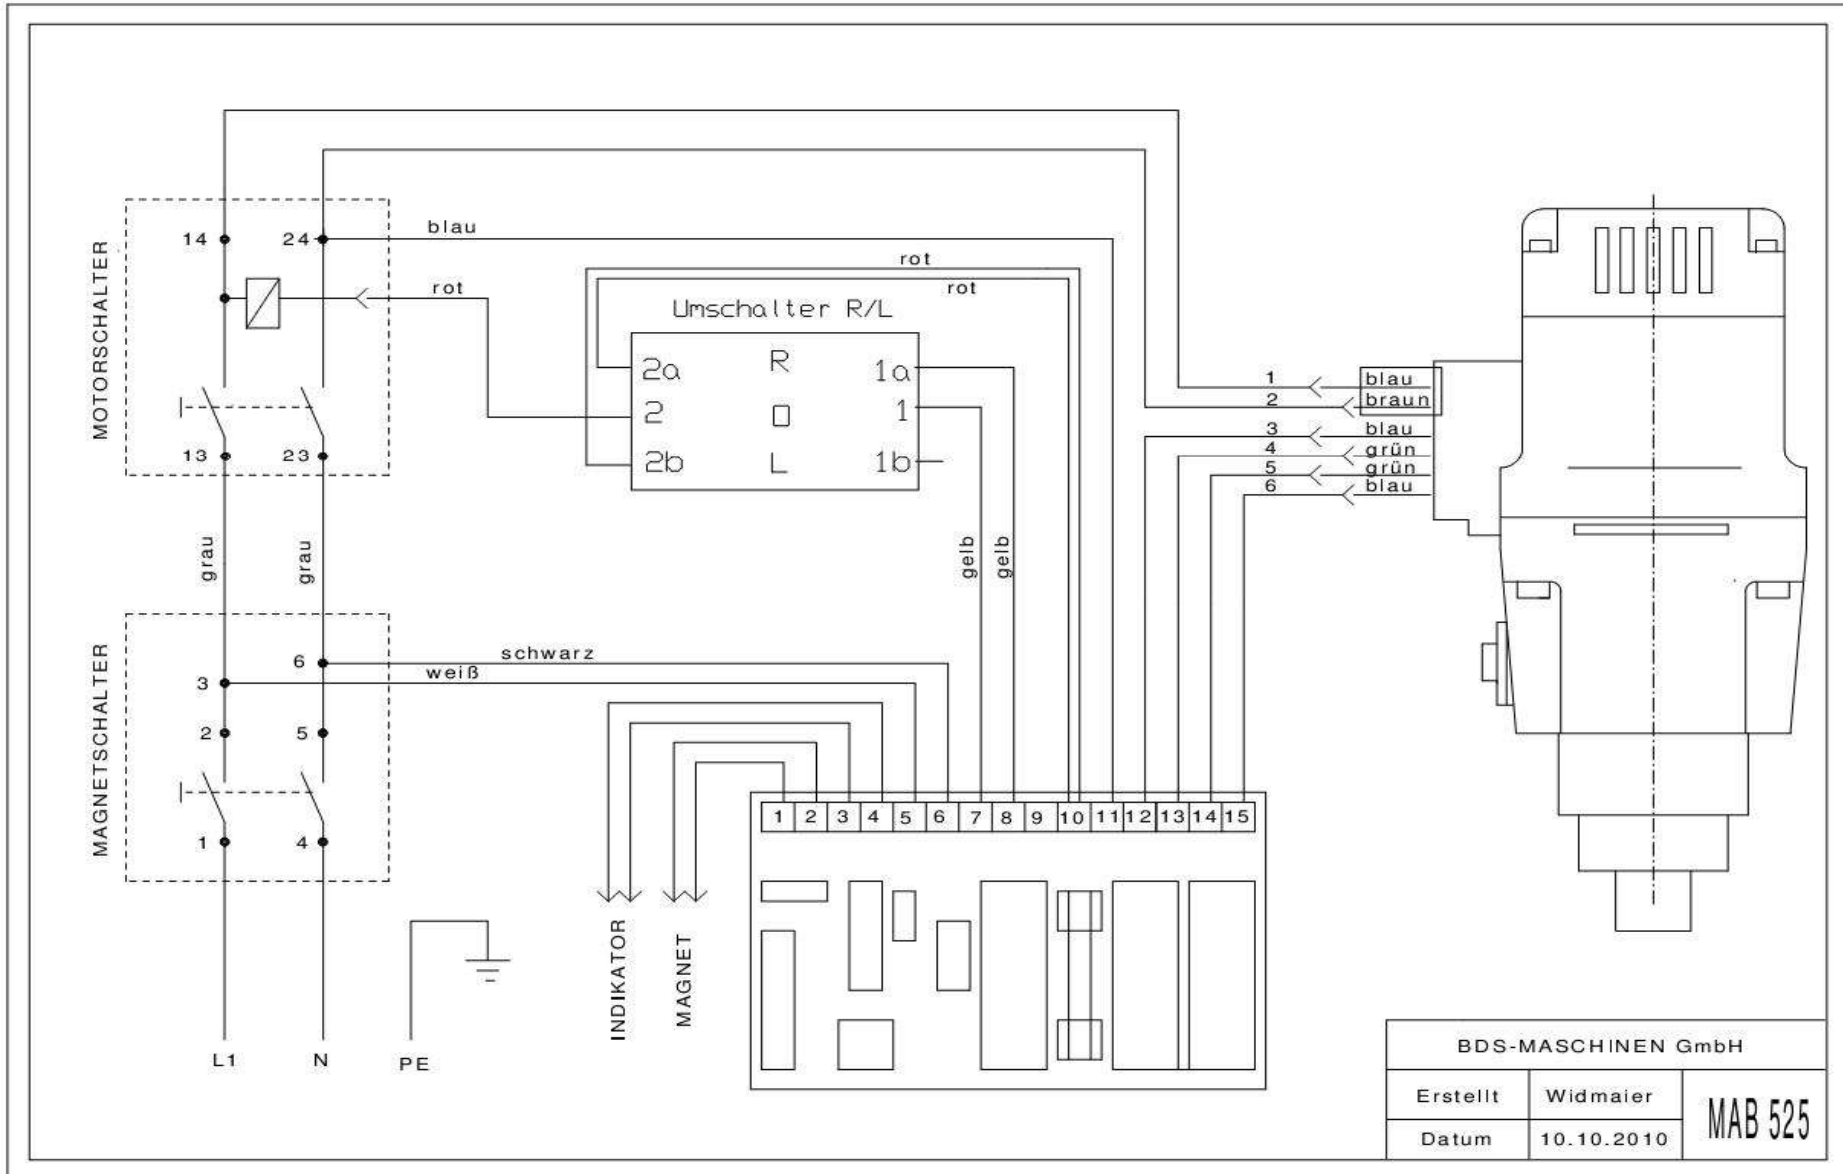 14
24
blau
rot
rot
rot
MOTORSCHALTER
Umschalter R/L
2a R 1a
2 0 1
2b L 1b
13
23
1 blau
2 braun
3 blau
4 grün
5 grün
6 blau
grau
grau
gelb
gelb
MAGNETSCHALTER
6
schwarz
3
weiß
2
5
1
4
1 2 3 4 5 6 7 8 9 10 11 12 13 14 15
INDIKATOR
MAGNET
L1
N
PE
BDS-MASCHINEN GmbH
Erstellt Widmaier
MAB 525
Datum 10.10.2010